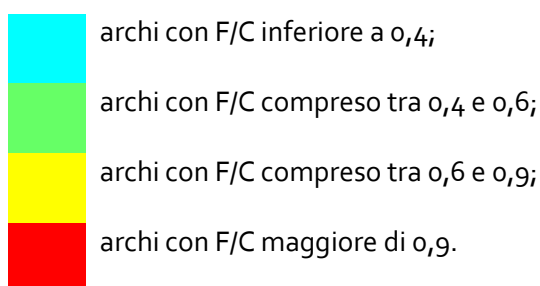 archi con F/C inferiore a 0,4;
archi con F/C compreso tra 0,4 e 0,6;
archi con F/C compreso tra 0,6 e 0,9;
archi con F/C maggiore di 0,9.